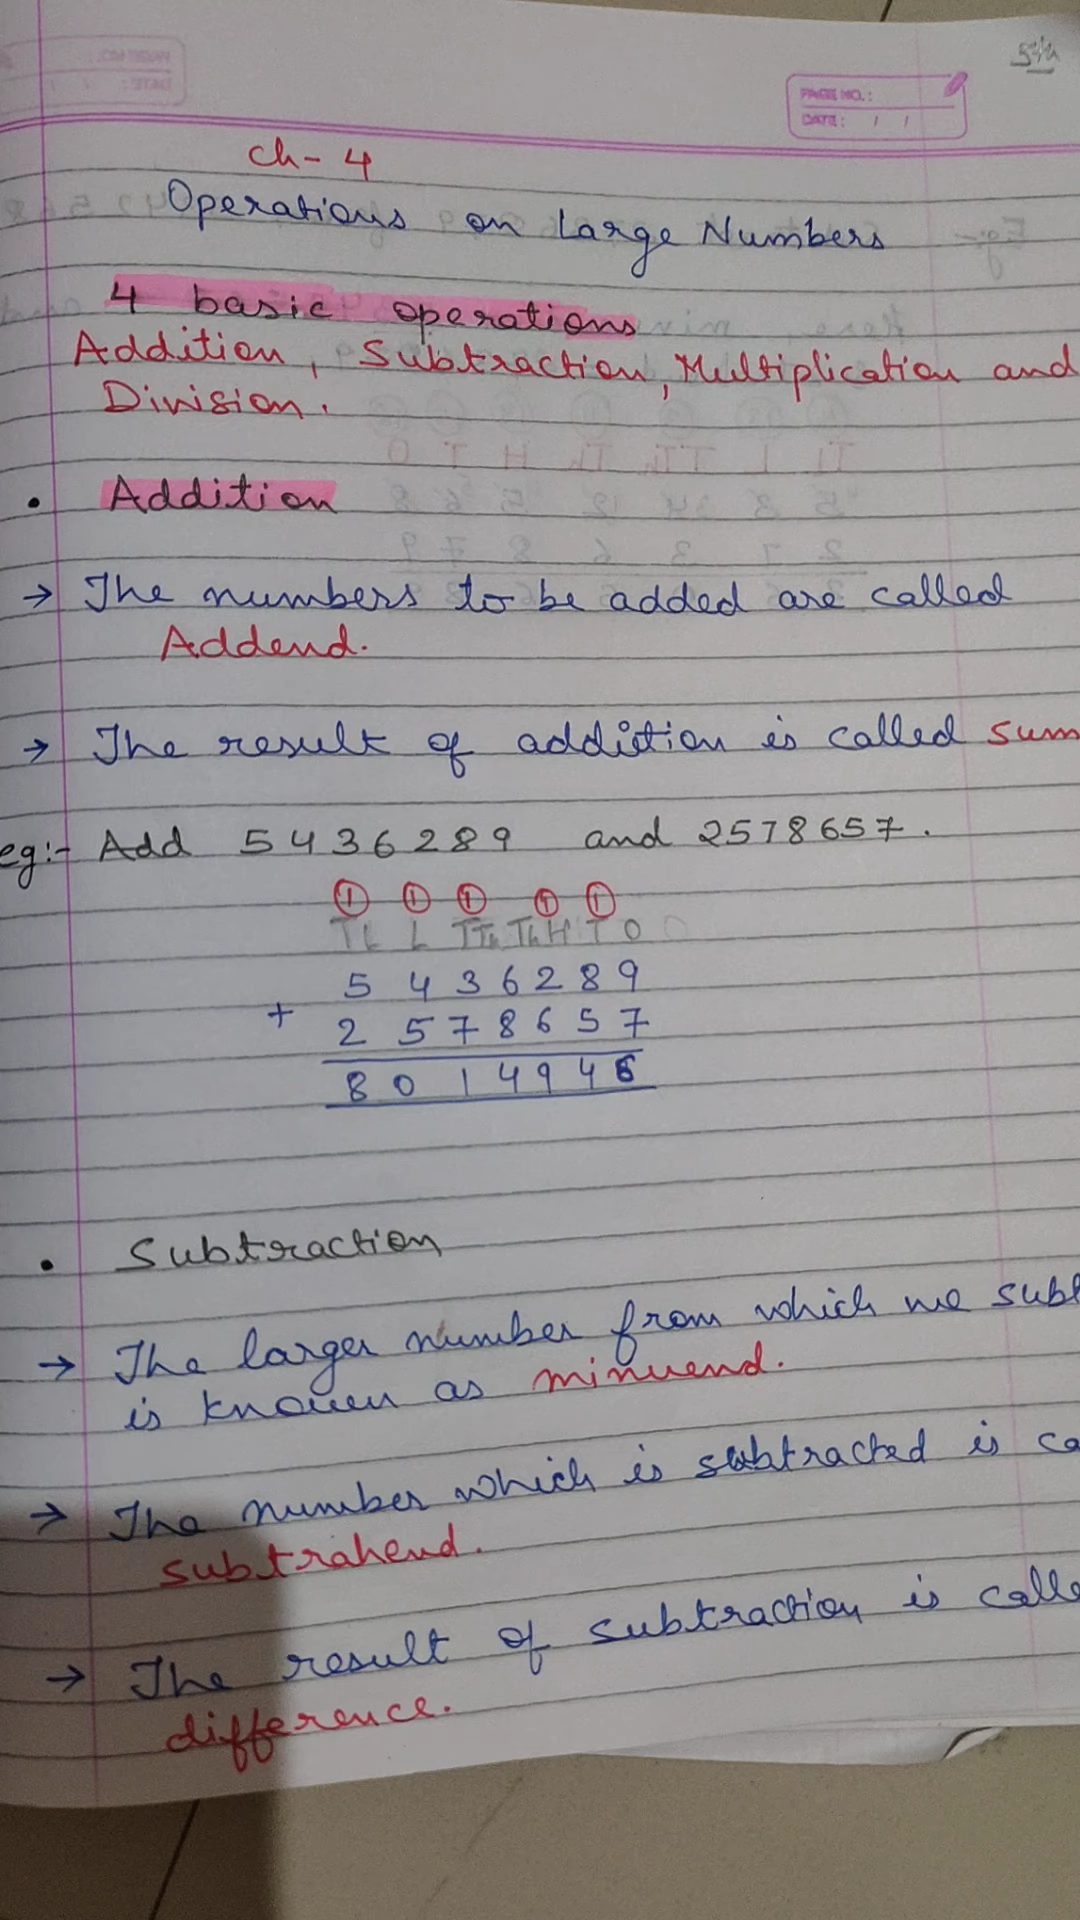 PAGE NO.:
DATE: / /
Ch - 4
Operations on Large Numbers
4 basic operations
Addition, Subtraction, Multiplication and
Division.
• Addition
→ The numbers to be added are called
Addend.
→ The result of addiction is called sum
eg:- Add 5436289 and 2578657.
① ① ① ① ①
TL L TTh Th H T O
5 4 3 6 2 8 9
+ 2 5 7 8 6 5 7
8 0 1 4 9 4 6
• Subtraction
→ The larger number from which we subt
is known as minuend.
→ The number which is subtracted is ca
subtrahend.
→ The result of subtraction is calle
difference.